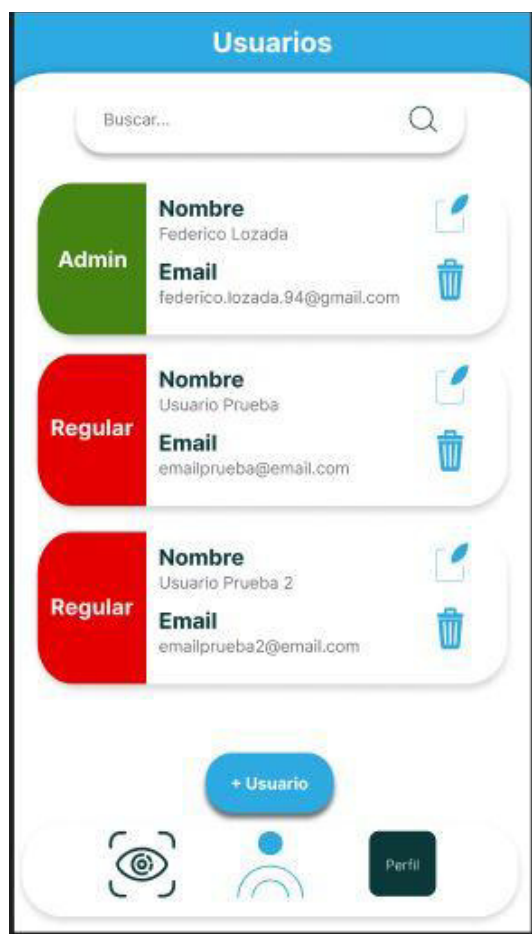 Usuarios
Buscar...
Admin
Nombre
Federico Lozada
Email
federico.lozada.94@gmail.com
Regular
Nombre
Usuario Prueba
Email
emailprueba@email.com
Regular
Nombre
Usuario Prueba 2
Email
emailprueba2@email.com
+ Usuario
Perfil